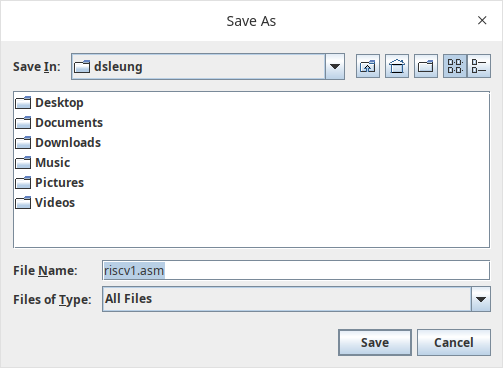 Save As
Save In: dsleung
Desktop
Documents
Downloads
Music
Pictures
Videos
File Name: riscv1.asm
Files of Type: All Files
Save Cancel